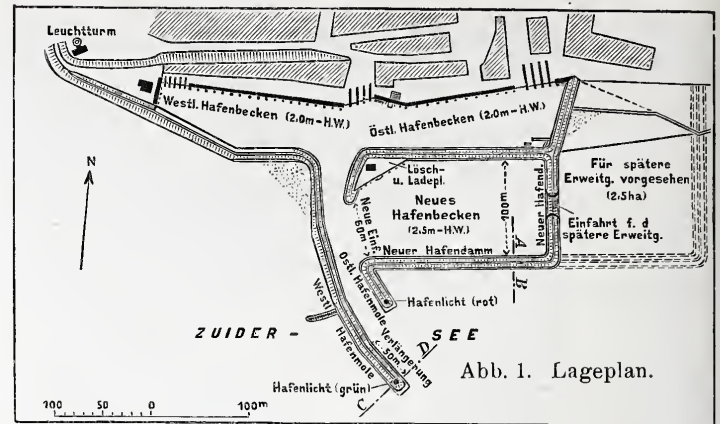 Leuchtturm
Westl. Hafenbecken (2,0m-H.W.)
Östl. Hafenbecken (2,0m-H.W.)
N
Lösch-
u. Ladepl.
Für spätere
Erweitg. vorgesehen
(2,5ha)
Neues
Hafenbecken
(2,5m-H.W.)
100m
Neuer Hafend.
Einfahrt f. d
spätere Erweitg.
Neue Einf.
60m
Neuer Hafendamm
A
B
Hafenlicht (rot)
Östl. Hafenmole Verlängerung
Westl. Hafenmole
ZUIDER - SEE
50m
D
C
Hafenlicht (grün)
Abb. 1. Lageplan.
100 50 0 100m